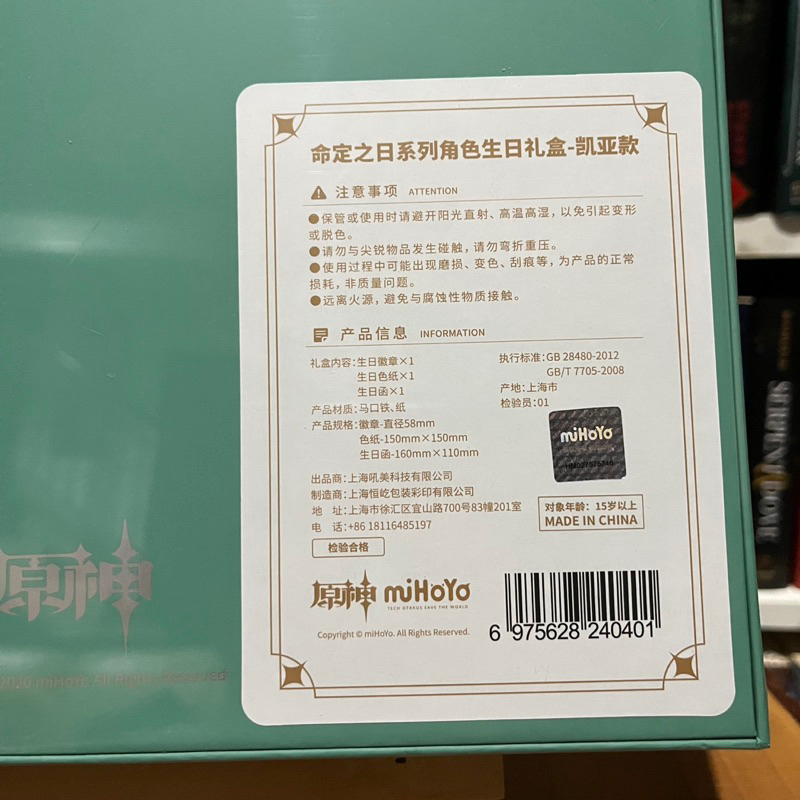 命定之日系列角色生日礼盒-凯亚款
注意事项 ATTENTION
●保管或使用时请避开阳光直射、高温高湿，以免引起变形
或脱色。
●请勿与尖锐物品发生碰触，请勿弯折重压。
●使用过程中可能出现磨损、变色、刮痕等，为产品的正常
损耗，非质量问题。
●远离火源，避免与腐蚀性物质接触。
产品信息 INFORMATION
礼盒内容：生日徽章×1
生日色纸×1
生日函×1
产品材质：马口铁、纸
产品规格：徽章-直径58mm
色纸-150mm×150mm
生日函-160mm×110mm
执行标准：GB 28480-2012
GB/T 7705-2008
产地：上海市
检验员：01
miHoYo
出品商：上海吼美科技有限公司
制造商：上海恒屹包装彩印有限公司
地 址：上海市徐汇区宜山路700号83幢201室
电 话：+86 18116485197
检验合格
对象年龄：15岁以上
MADE IN CHINA
原神 miHoYo
TECH OTAKUS SAVE THE WORLD
Copyright © miHoYo. All Rights Reserved.
6 975628 240401
原神
2020 miHoYo All Rights Reserved